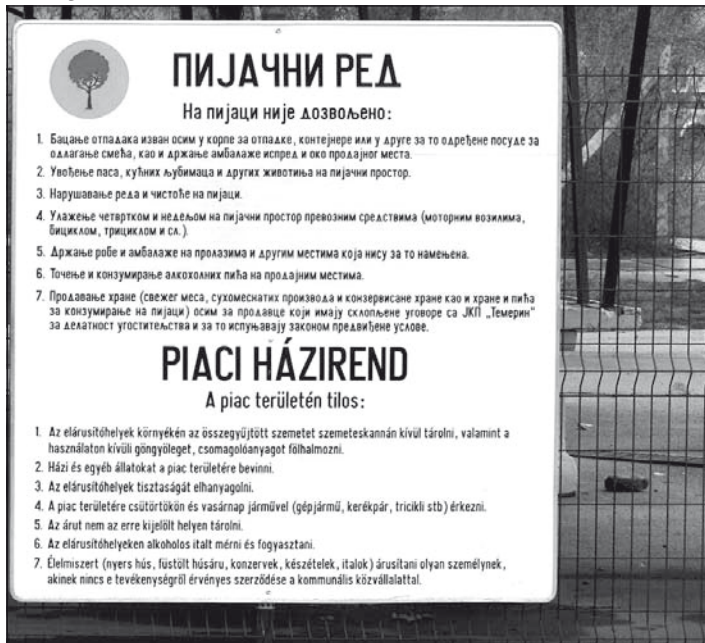 ПИЈАЧНИ РЕД
На пијаци није дозвољено:
1. Бацање отпадака изван осим у корпе за отпадке, контејнере или у друге за то одређене посуде за
одлагање смећа, као и држање амбалаже испред и око продајног места.
2. Увођење паса, кућних љубимаца и других животиња на пијачни простор.
3. Нарушавање реда и чистоће на пијаци.
4. Улажење четвртком и недељом на пијачни простор превозним средствима (моторним возилима,
бициклом, трициклом и сл.).
5. Држање робе и амбалаже на пролазима и другим местима која нису за то намењена.
6. Точење и конзумирање алкохолних пића на продајним местима.
7. Продавање хране (свежег меса, сухомеснатих производа и конзервисане хране као и хране и пића
за конзумирање на пијаци) осим за продавце који имају склопљене уговоре са ЈКП „Темерин“
за делатност угоститељства и за то испуњавају законом предвиђене услове.
PIACI HÁZIREND
A piac területén tilos:
1. Az elárusítóhelyek környékén az összegyűjtött szemetet szemeteskannán kívül tárolni, valamint a
használaton kívüli göngyöleget, csomagolóanyagot fölhalmozni.
2. Házi és egyéb állatokat a piac területére bevinni.
3. Az elárusítóhelyek tisztaságát elhanyagolni.
4. A piac területére csütörtökön és vasárnap járművel (gépjármű, kerékpár, tricikli stb) érkezni.
5. Az árut nem az erre kijelölt helyen tárolni.
6. Az elárusítóhelyeken alkoholos italt mérni és fogyasztani.
7. Élelmiszert (nyers hús, füstölt húsáru, konzervek, készételek, italok) árusítani olyan személynek,
akinek nincs e tevékenységről érvényes szerződése a kommunális közvállalattal.